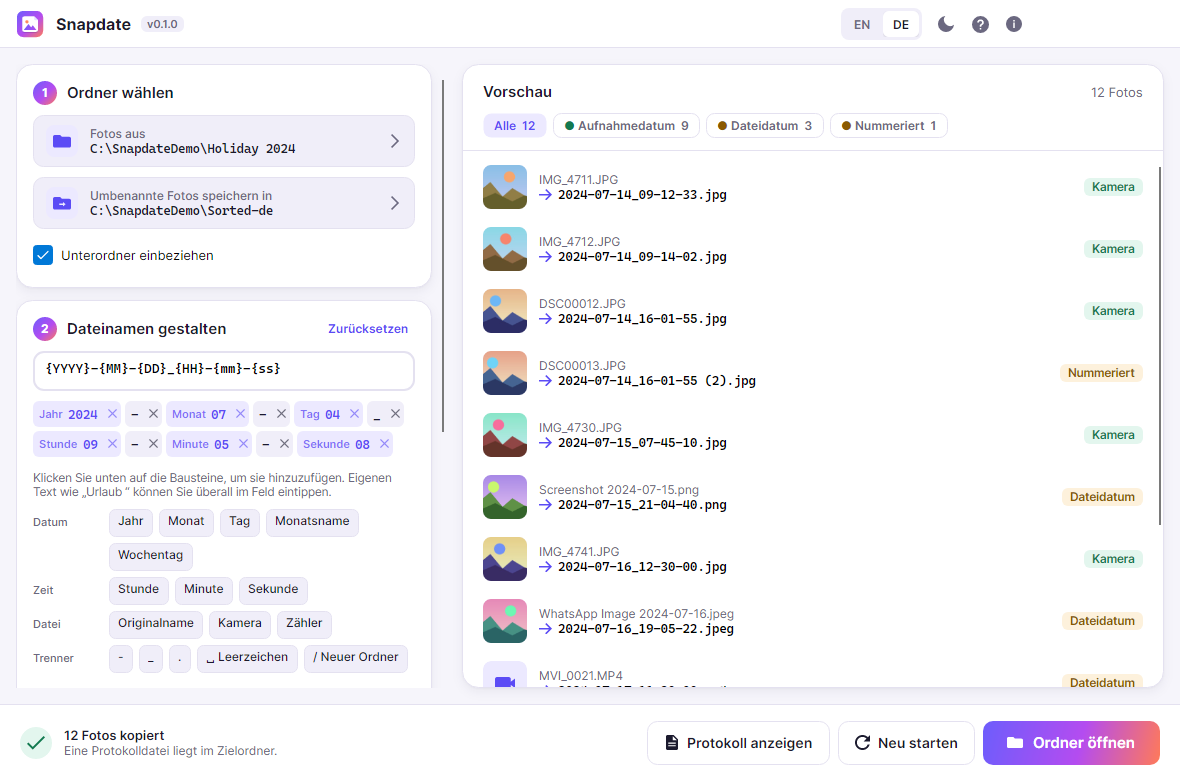 Snapdate v0.1.0 EN DE ? i
1 Ordner wählen
Fotos aus
C:\SnapdateDemo\Holiday 2024
Umbenannte Fotos speichern in
C:\SnapdateDemo\Sorted-de
Unterordner einbeziehen
2 Dateinamen gestalten Zurücksetzen
{YYYY}-{MM}-{DD}_{HH}-{mm}-{ss}
Jahr 2024 × - × Monat 07 × - × Tag 04 × _ ×
Stunde 09 × - × Minute 05 × - × Sekunde 08 ×
Klicken Sie unten auf die Bausteine, um sie hinzuzufügen. Eigenen
Text wie „Urlaub “ können Sie überall im Feld eintippen.
Datum Jahr Monat Tag Monatsname
Wochentag
Zeit Stunde Minute Sekunde
Datei Originalname Kamera Zähler
Trenner - _ . ␣ Leerzeichen / Neuer Ordner
Vorschau 12 Fotos
Alle 12 Aufnahmedatum 9 Dateidatum 3 Nummeriert 1
IMG_4711.JPG
→ 2024-07-14_09-12-33.jpg Kamera
IMG_4712.JPG
→ 2024-07-14_09-14-02.jpg Kamera
DSC00012.JPG
→ 2024-07-14_16-01-55.jpg Kamera
DSC00013.JPG
→ 2024-07-14_16-01-55 (2).jpg Nummeriert
IMG_4730.JPG
→ 2024-07-15_07-45-10.jpg Kamera
Screenshot 2024-07-15.png
→ 2024-07-15_21-04-40.png Dateidatum
IMG_4741.JPG
→ 2024-07-16_12-30-00.jpg Kamera
WhatsApp Image 2024-07-16.jpeg
→ 2024-07-16_19-05-22.jpeg Dateidatum
MVI_0021.MP4
Dateidatum
12 Fotos kopiert
Eine Protokolldatei liegt im Zielordner.
Protokoll anzeigen Neu starten Ordner öffnen